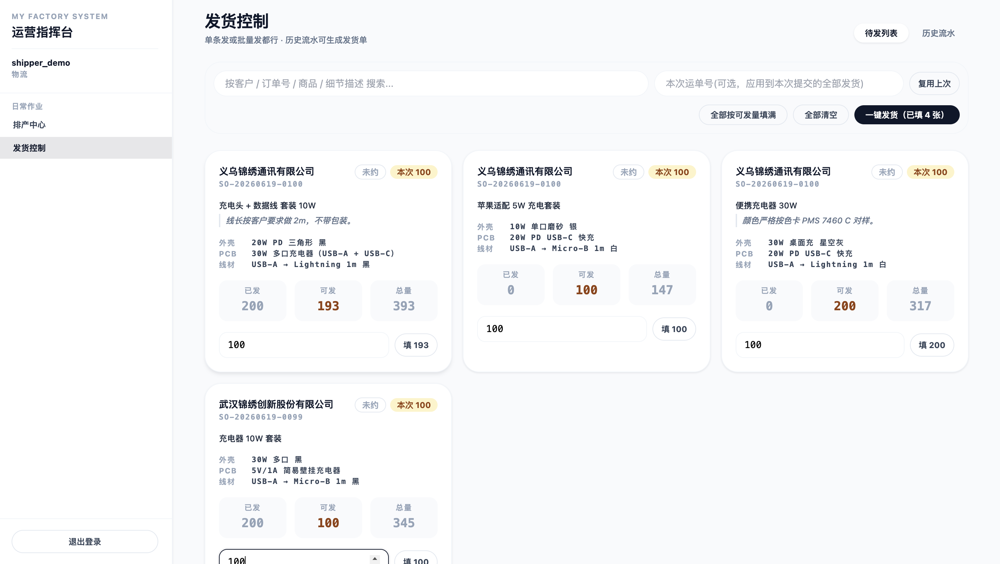 MY FACTORY SYSTEM
运营指挥台
shipper_demo
物流
日常作业
排产中心
发货控制
退出登录
发货控制
单条发或批量发都行 · 历史流水可生成发货单
待发列表
历史流水
按客户 / 订单号 / 商品 / 细节描述 搜索...
本次运单号(可选，应用到本次提交的全部发货)
复用上次
全部按可发量填满
全部清空
一键发货（已填 4 张）
义乌锦绣通讯有限公司
未约
本次 100
SO-20260619-0100
充电头 + 数据线 套装 10W
线长按客户要求做 2m，不带包装。
外壳 20W PD 三角形 黑
PCB 30W 多口充电器（USB-A + USB-C）
线材 USB-A → Lightning 1m 黑
已发 可发 总量
200 193 393
100
填 193
义乌锦绣通讯有限公司
未约
本次 100
SO-20260619-0100
苹果适配 5W 充电套装
外壳 10W 单口磨砂 银
PCB 20W PD USB-C 快充
线材 USB-A → Micro-B 1m 白
已发 可发 总量
0 100 147
100
填 100
义乌锦绣通讯有限公司
未约
本次 100
SO-20260619-0100
便携充电器 30W
颜色严格按色卡 PMS 7460 C 对样。
外壳 30W 桌面充 星空灰
PCB 20W PD USB-C 快充
线材 USB-A → Lightning 1m 白
已发 可发 总量
0 200 317
100
填 200
武汉锦绣创新股份有限公司
未约
本次 100
SO-20260619-0099
充电器 10W 套装
外壳 30W 多口 黑
PCB 5V/1A 简易壁挂充电器
线材 USB-A → Micro-B 1m 黑
已发 可发 总量
200 100 345
100
填 100